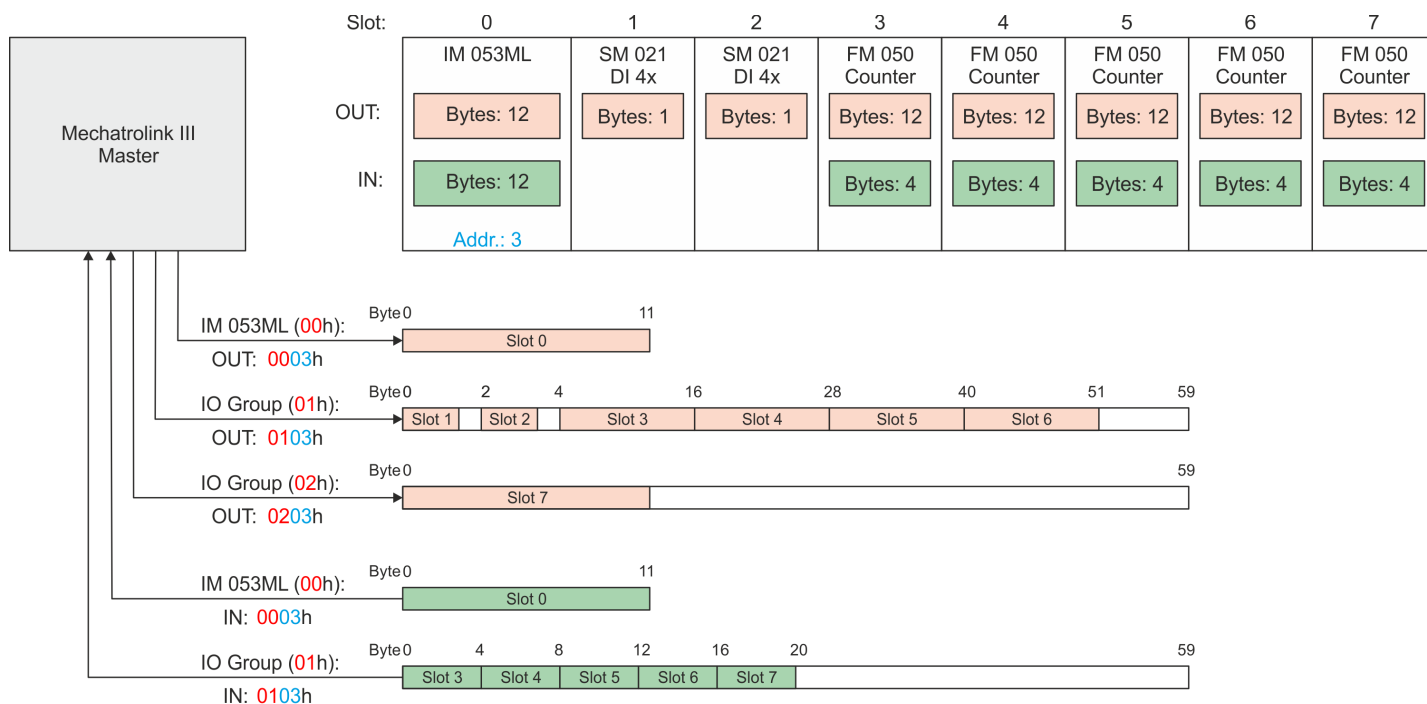 Slot: 0 1 2 3 4 5 6 7
Mechatrolink III
Master
IM 053ML SM 021 SM 021 FM 050 FM 050 FM 050 FM 050 FM 050
DI 4x DI 4x Counter Counter Counter Counter Counter
OUT: Bytes: 12 Bytes: 1 Bytes: 1 Bytes: 12 Bytes: 12 Bytes: 12 Bytes: 12 Bytes: 12
IN: Bytes: 12 Bytes: 4 Bytes: 4 Bytes: 4 Bytes: 4 Bytes: 4
Addr.: 3
Byte 0 11
IM 053ML (00h):
Slot 0
OUT: 0003h
Byte 0 2 4 16 28 40 51 59
IO Group (01h):
Slot 1 Slot 2 Slot 3 Slot 4 Slot 5 Slot 6
OUT: 0103h
Byte 0 59
IO Group (02h):
Slot 7
OUT: 0203h
Byte 0 11
IM 053ML (00h):
Slot 0
IN: 0003h
Byte 0 4 8 12 16 20 59
IO Group (01h):
Slot 3 Slot 4 Slot 5 Slot 6 Slot 7
IN: 0103h